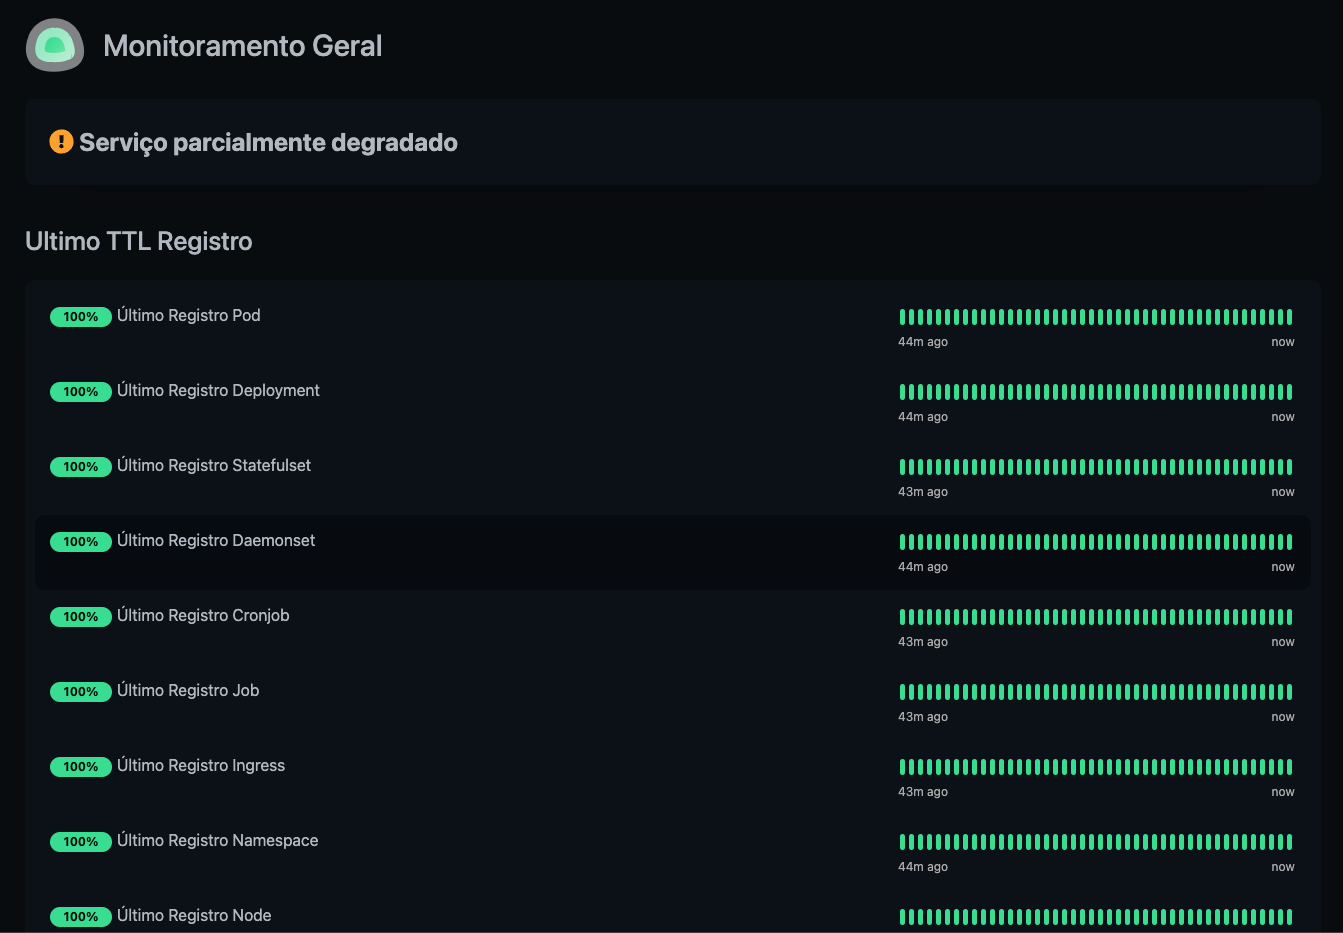 Monitoramento Geral
Serviço parcialmente degradado
Ultimo TTL Registro
100% Último Registro Pod
44m ago now
100% Último Registro Deployment
44m ago now
100% Último Registro Statefulset
43m ago now
100% Último Registro Daemonset
44m ago now
100% Último Registro Cronjob
43m ago now
100% Último Registro Job
43m ago now
100% Último Registro Ingress
43m ago now
100% Último Registro Namespace
44m ago now
100% Último Registro Node